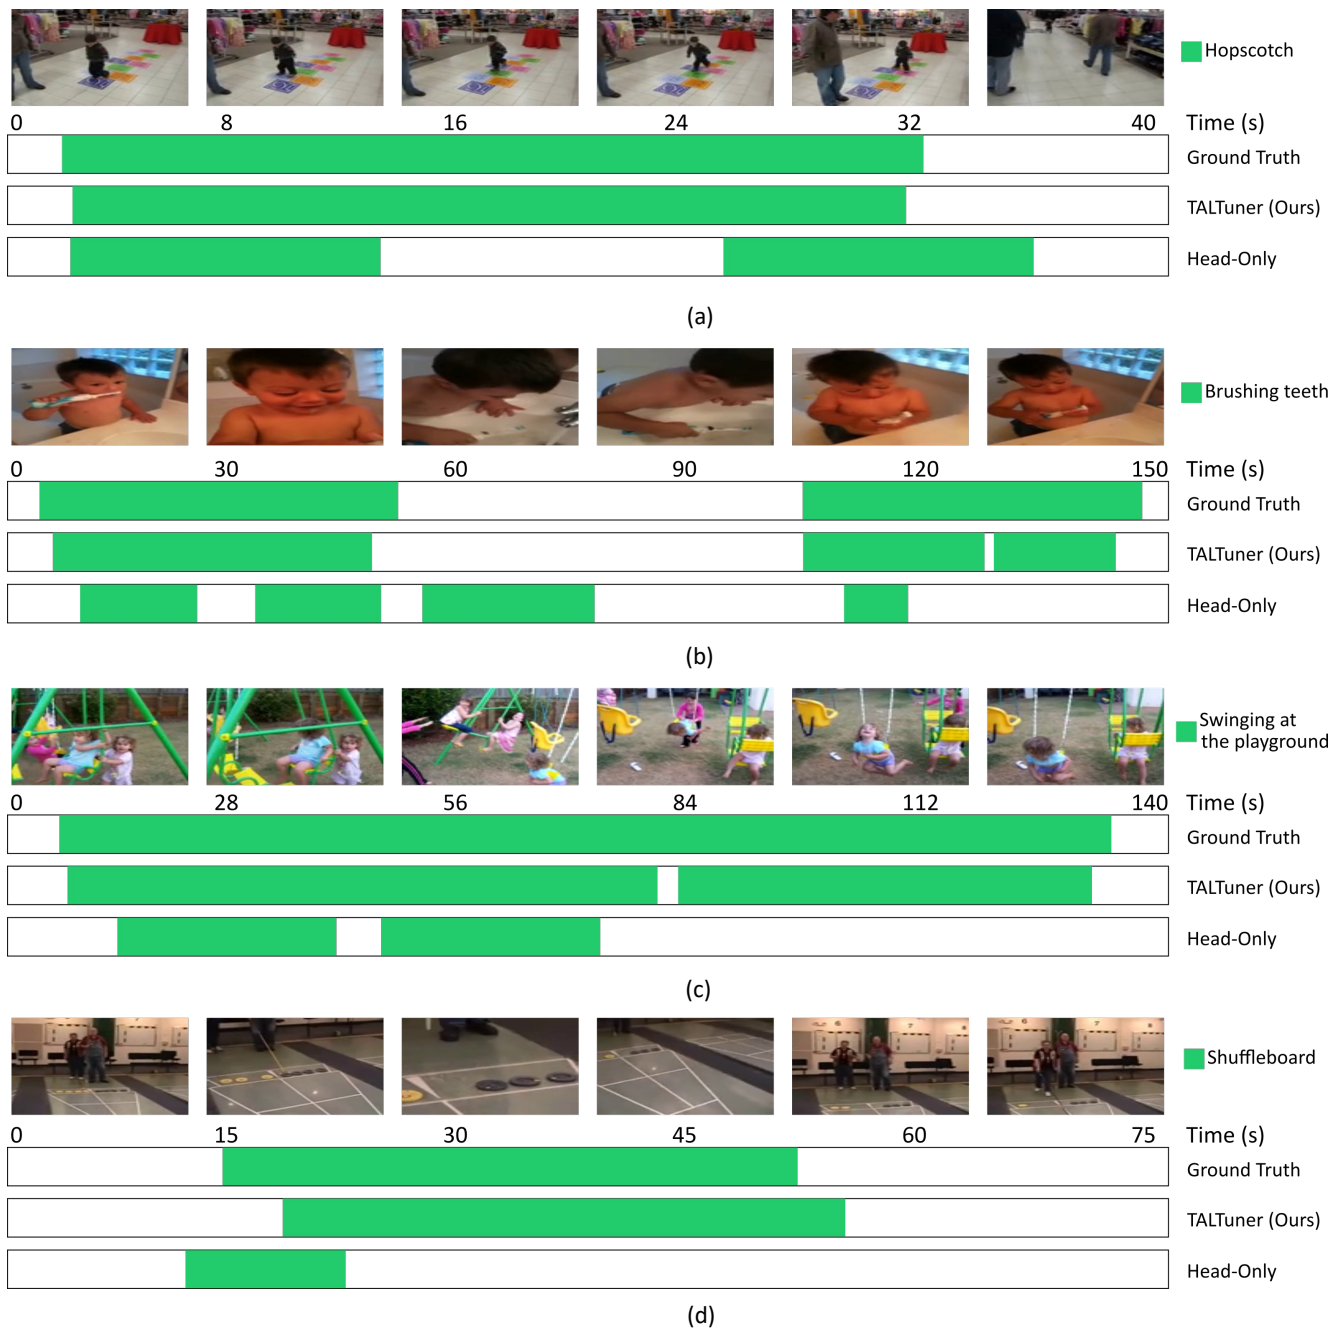 Hopscotch
0 8 16 24 32 40 Time (s)
Ground Truth
TALTuner (Ours)
Head-Only
(a)
Brushing teeth
0 30 60 90 120 150 Time (s)
Ground Truth
TALTuner (Ours)
Head-Only
(b)
Swinging at
the playground
0 28 56 84 112 140 Time (s)
Ground Truth
TALTuner (Ours)
Head-Only
(c)
Shuffleboard
0 15 30 45 60 75 Time (s)
Ground Truth
TALTuner (Ours)
Head-Only
(d)